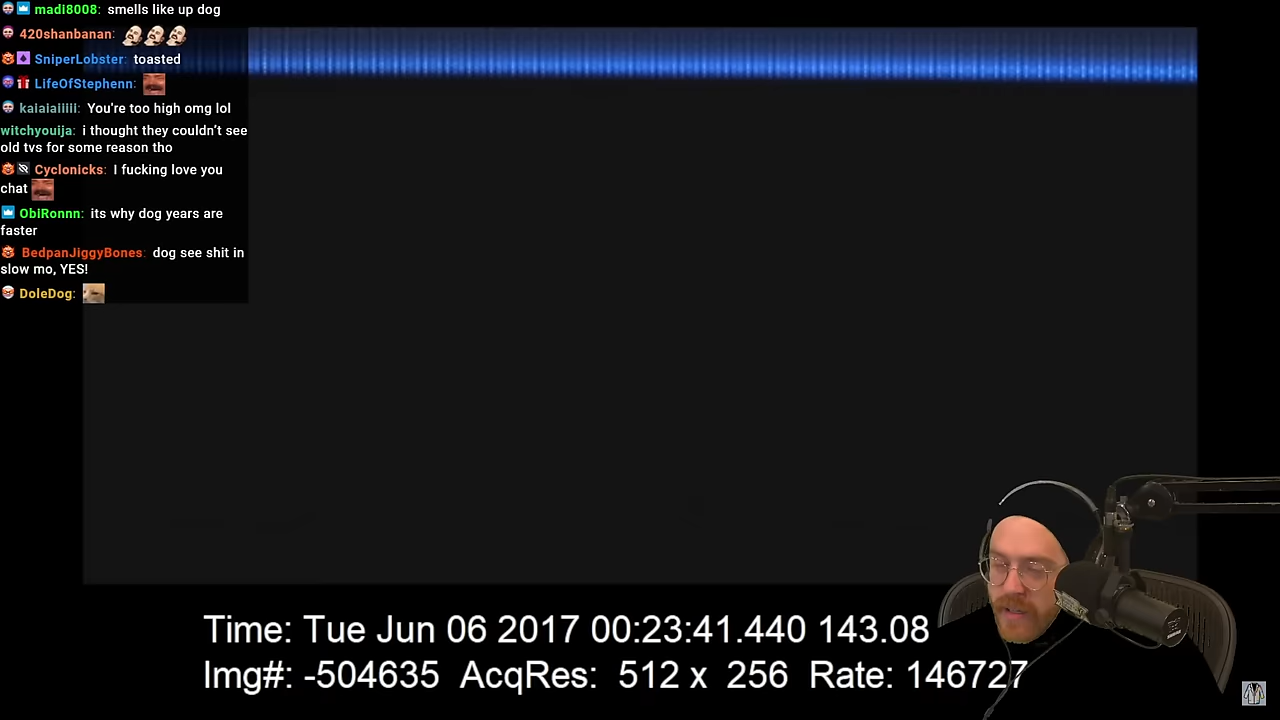 madi8008: smells like up dog
420shanbanan:
SniperLobster: toasted
LifeOfStephenn:
kaialaiiiii: You're too high omg lol
witchyouija: i thought they couldn't see
old tvs for some reason tho
Cyclonicks: I fucking love you
chat
ObiRonnn: its why dog years are
faster
BedpanJiggyBones: dog see shit in
slow mo, YES!
DoleDog:
Time: Tue Jun 06 2017 00:23:41.440 143.08
Img#: -504635 AcqRes: 512 x 256 Rate: 146727